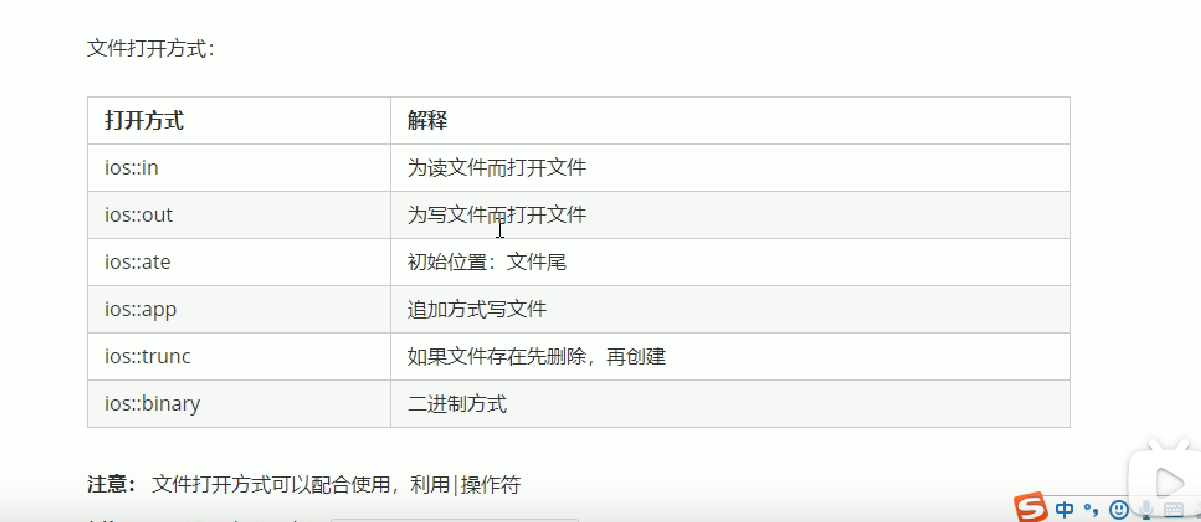 文件打开方式：
打开方式 解释
ios::in 为读文件而打开文件
ios::out 为写文件而打开文件
ios::ate 初始位置：文件尾
ios::app 追加方式写文件
ios::trunc 如果文件存在先删除，再创建
ios::binary 二进制方式
注意： 文件打开方式可以配合使用，利用|操作符
S 中